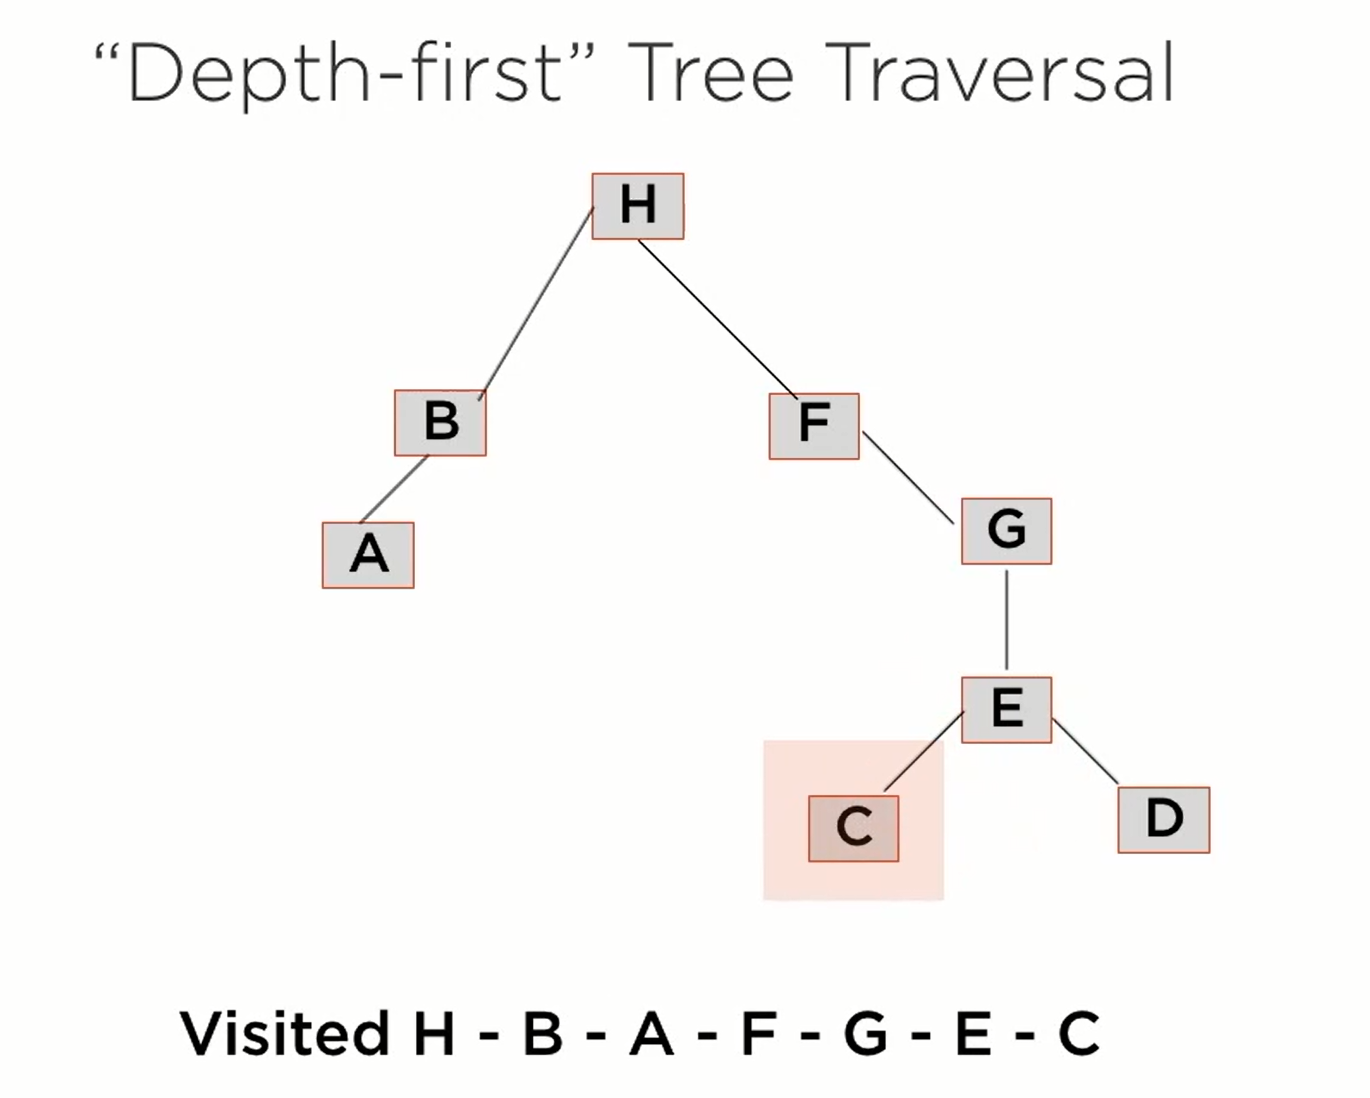 “Depth-first” Tree Traversal
H
B
F
A
G
E
C
D
Visited H - B - A - F - G - E - C